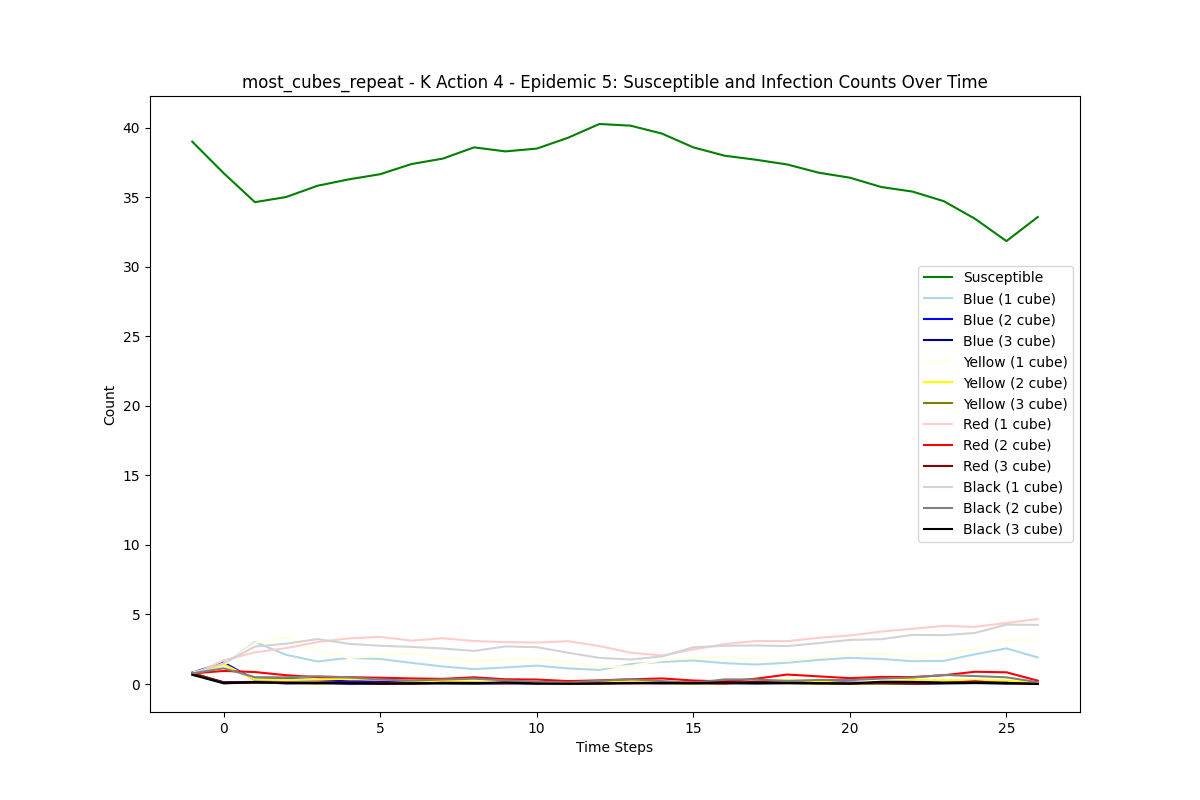 most_cubes_repeat - K Action 4 - Epidemic 5: Susceptible and Infection Counts Over Time
40
35
30
25
20
15
10
5
0
Count
Susceptible
Blue (1 cube)
Blue (2 cube)
Blue (3 cube)
Yellow (1 cube)
Yellow (2 cube)
Yellow (3 cube)
Red (1 cube)
Red (2 cube)
Red (3 cube)
Black (1 cube)
Black (2 cube)
Black (3 cube)
0 5 10 15 20 25
Time Steps